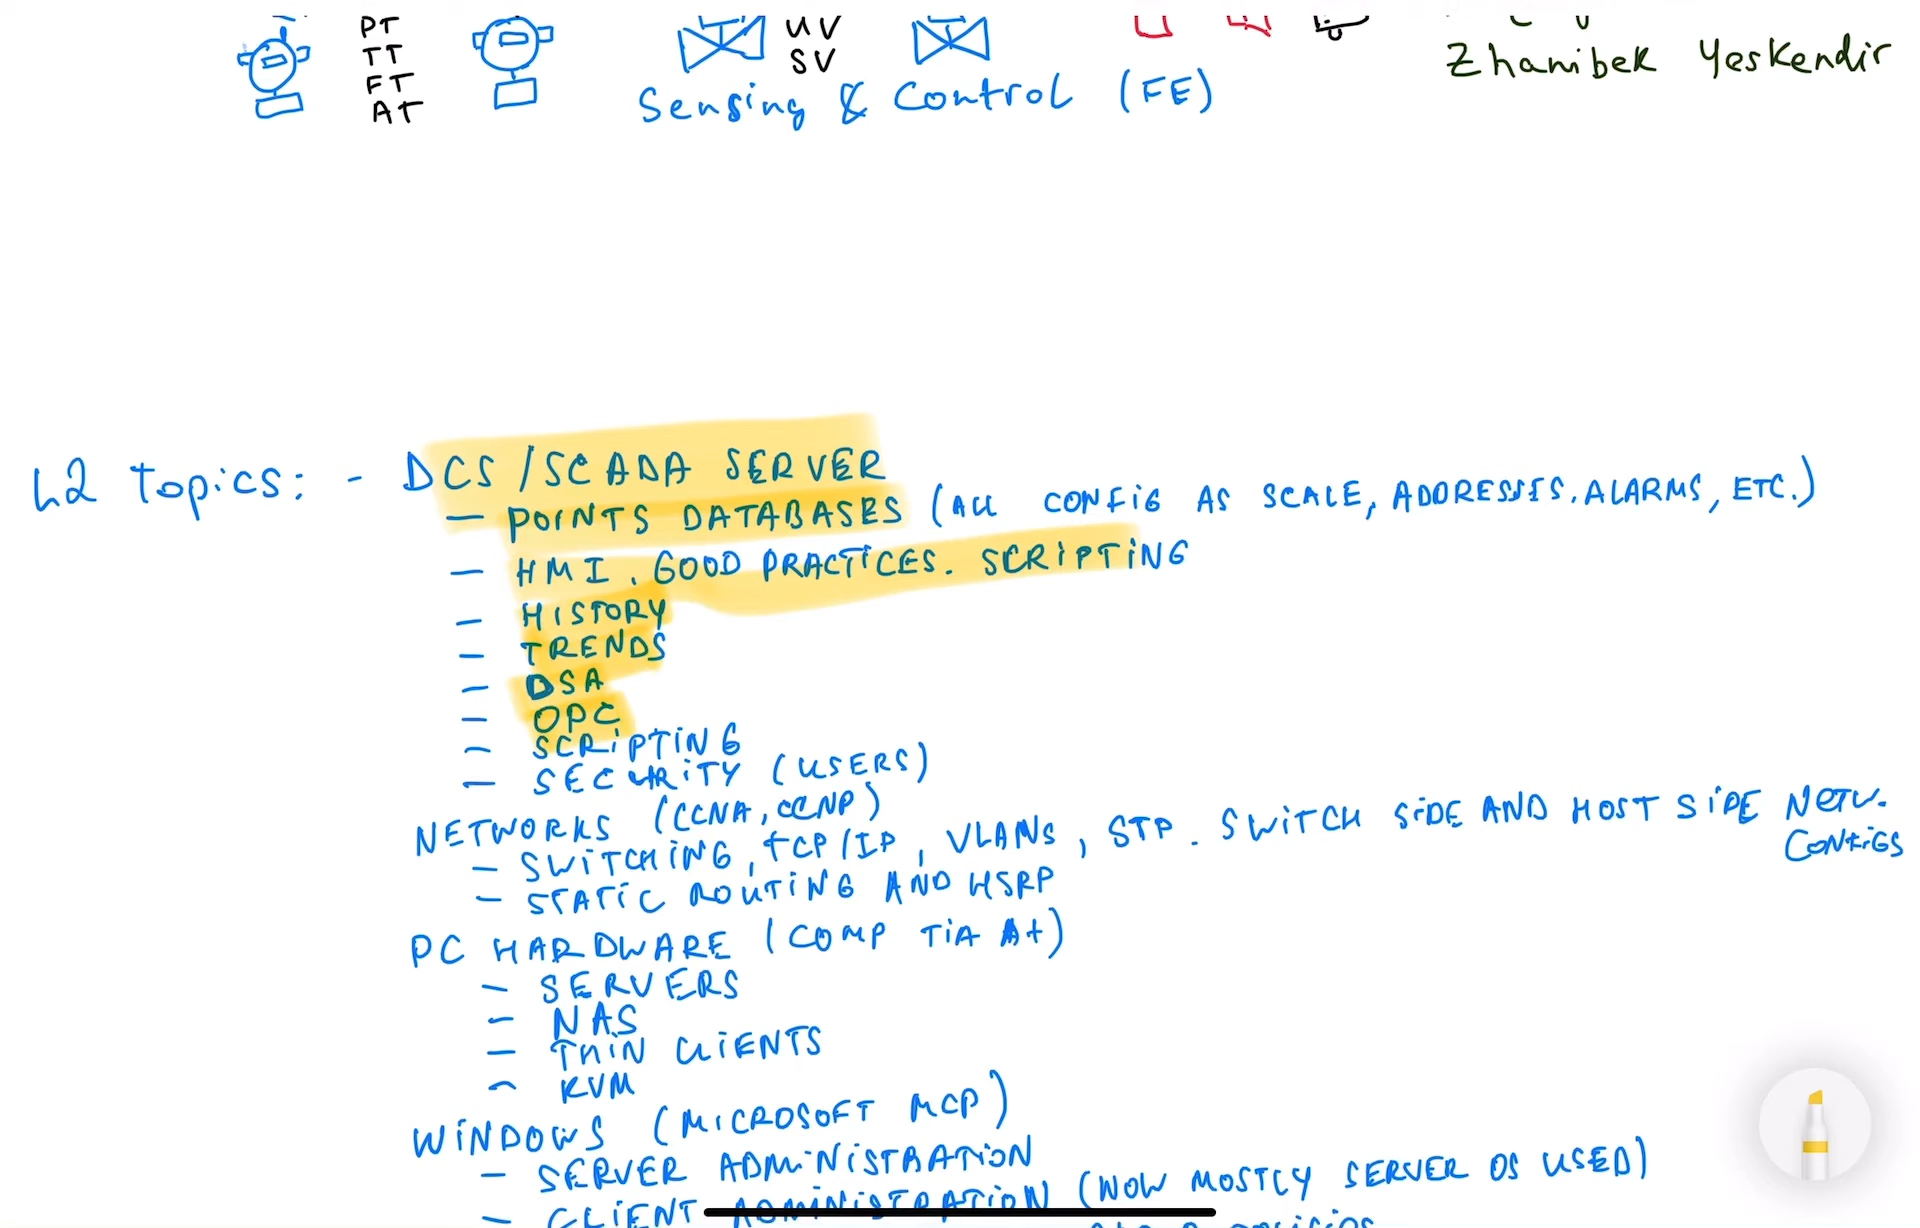 PT
TT
FT
AT
UV
SV
Sensing & Control (FE)
Zhanibek Yeskendir
L2 Topics: - DCS/SCADA SERVER
- POINTS DATABASES (ALL CONFIG AS SCALE, ADDRESSES. ALARMS, ETC.)
- HMI. GOOD PRACTICES. SCRIPTING
- HISTORY
- TRENDS
- DSA
- OPC
- SCRIPTING
- SECURITY (USERS)
NETWORKS (CCNA, CCNP)
- SWITCHING, TCP/IP, VLANS, STP. SWITCH SIDE AND HOST SIDE NETW. CONFIGS
- STATIC ROUTING AND HSRP
PC HARDWARE (COMP TIA A+)
- SERVERS
- NAS
- THIN CLIENTS
- KVM
WINDOWS (MICROSOFT MCP)
- SERVER ADMINISTRATION
- CLIENT ADMINISTRATION (NOW MOSTLY SERVER OS USED)